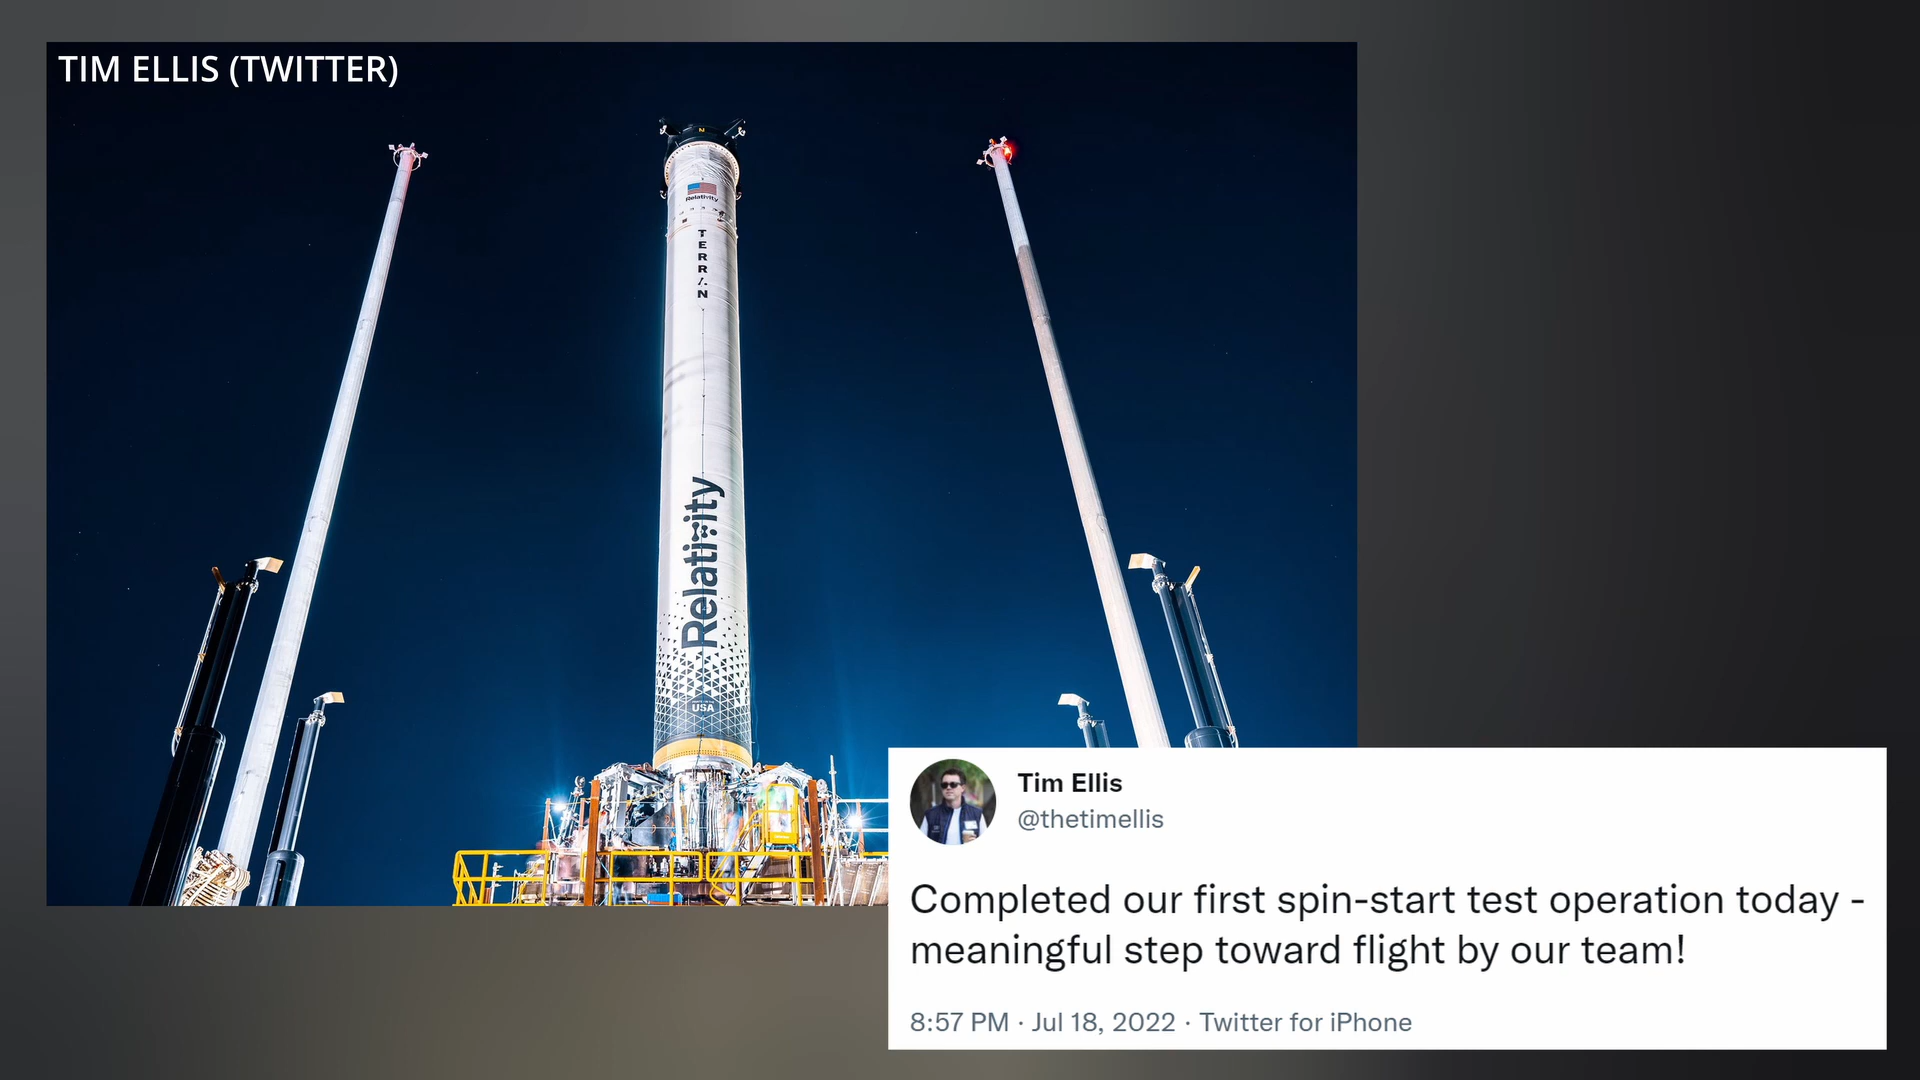 TIM ELLIS (TWITTER)
N
Relativity
TERRAN
Relativity
USA
Tim Ellis
@thetimellis
Completed our first spin-start test operation today -
meaningful step toward flight by our team!
8:57 PM · Jul 18, 2022 · Twitter for iPhone